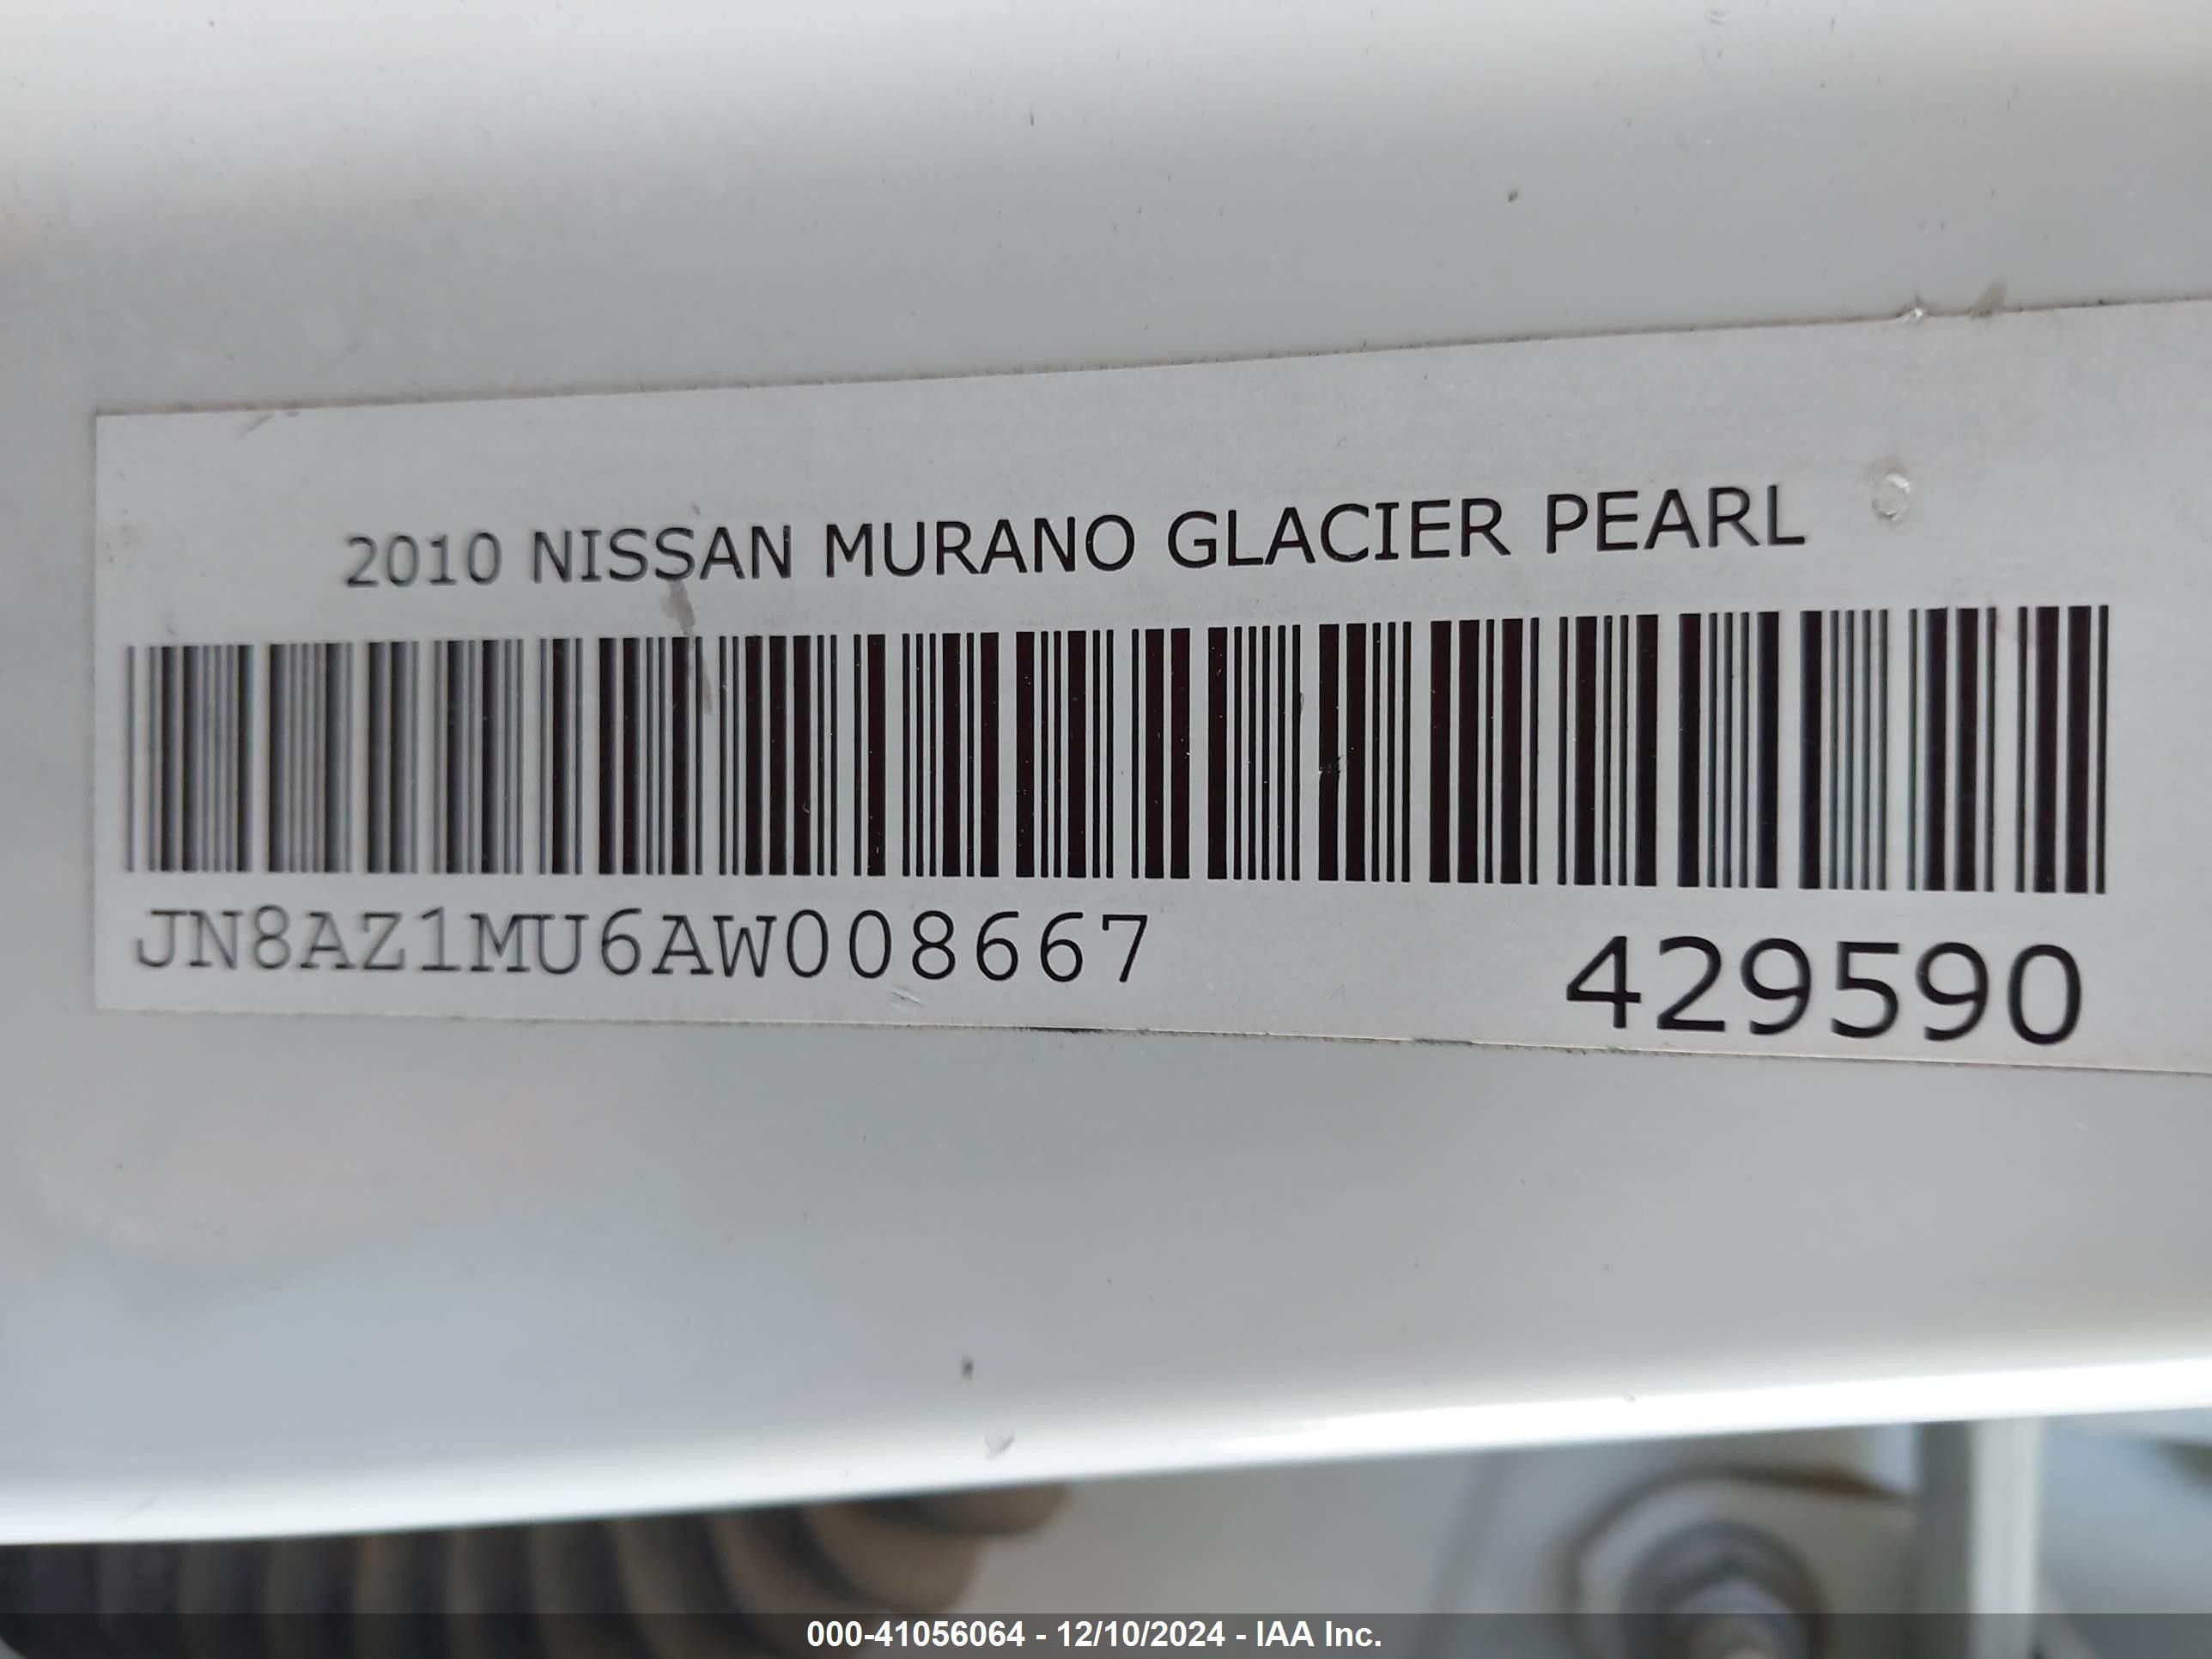 2010 NISSAN MURANO GLACIER PEARL
JN8AZ1MU6AW008667 429590
000-41056064 - 12/10/2024 - IAA Inc.